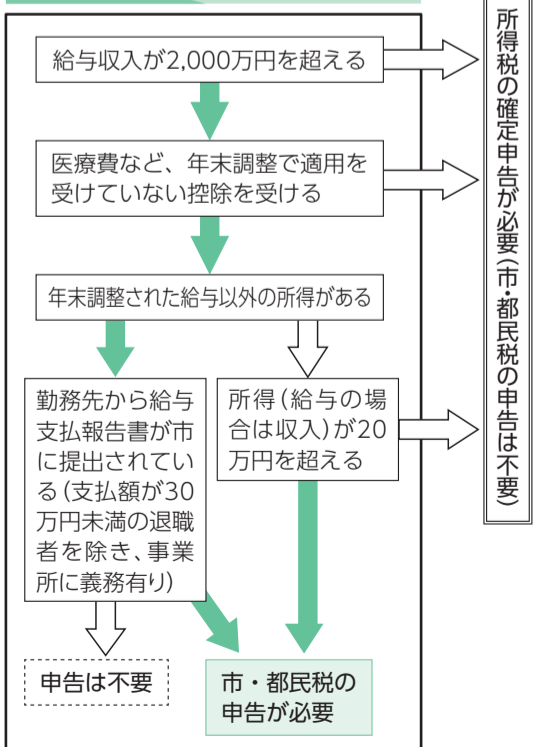 給与収入が2,000万円を超える
医療費など、年末調整で適用を
受けていない控除を受ける
年末調整された給与以外の所得がある
勤務先から給与
支払報告書が市
に提出されてい
る(支払額が30
万円未満の退職
者を除き、事業
所に義務有り)
所得(給与の場
合は収入)が20
万円を超える
申告は不要
市・都民税の
申告が必要
所得税の確定申告が必要(市・都民税の申告は不要)